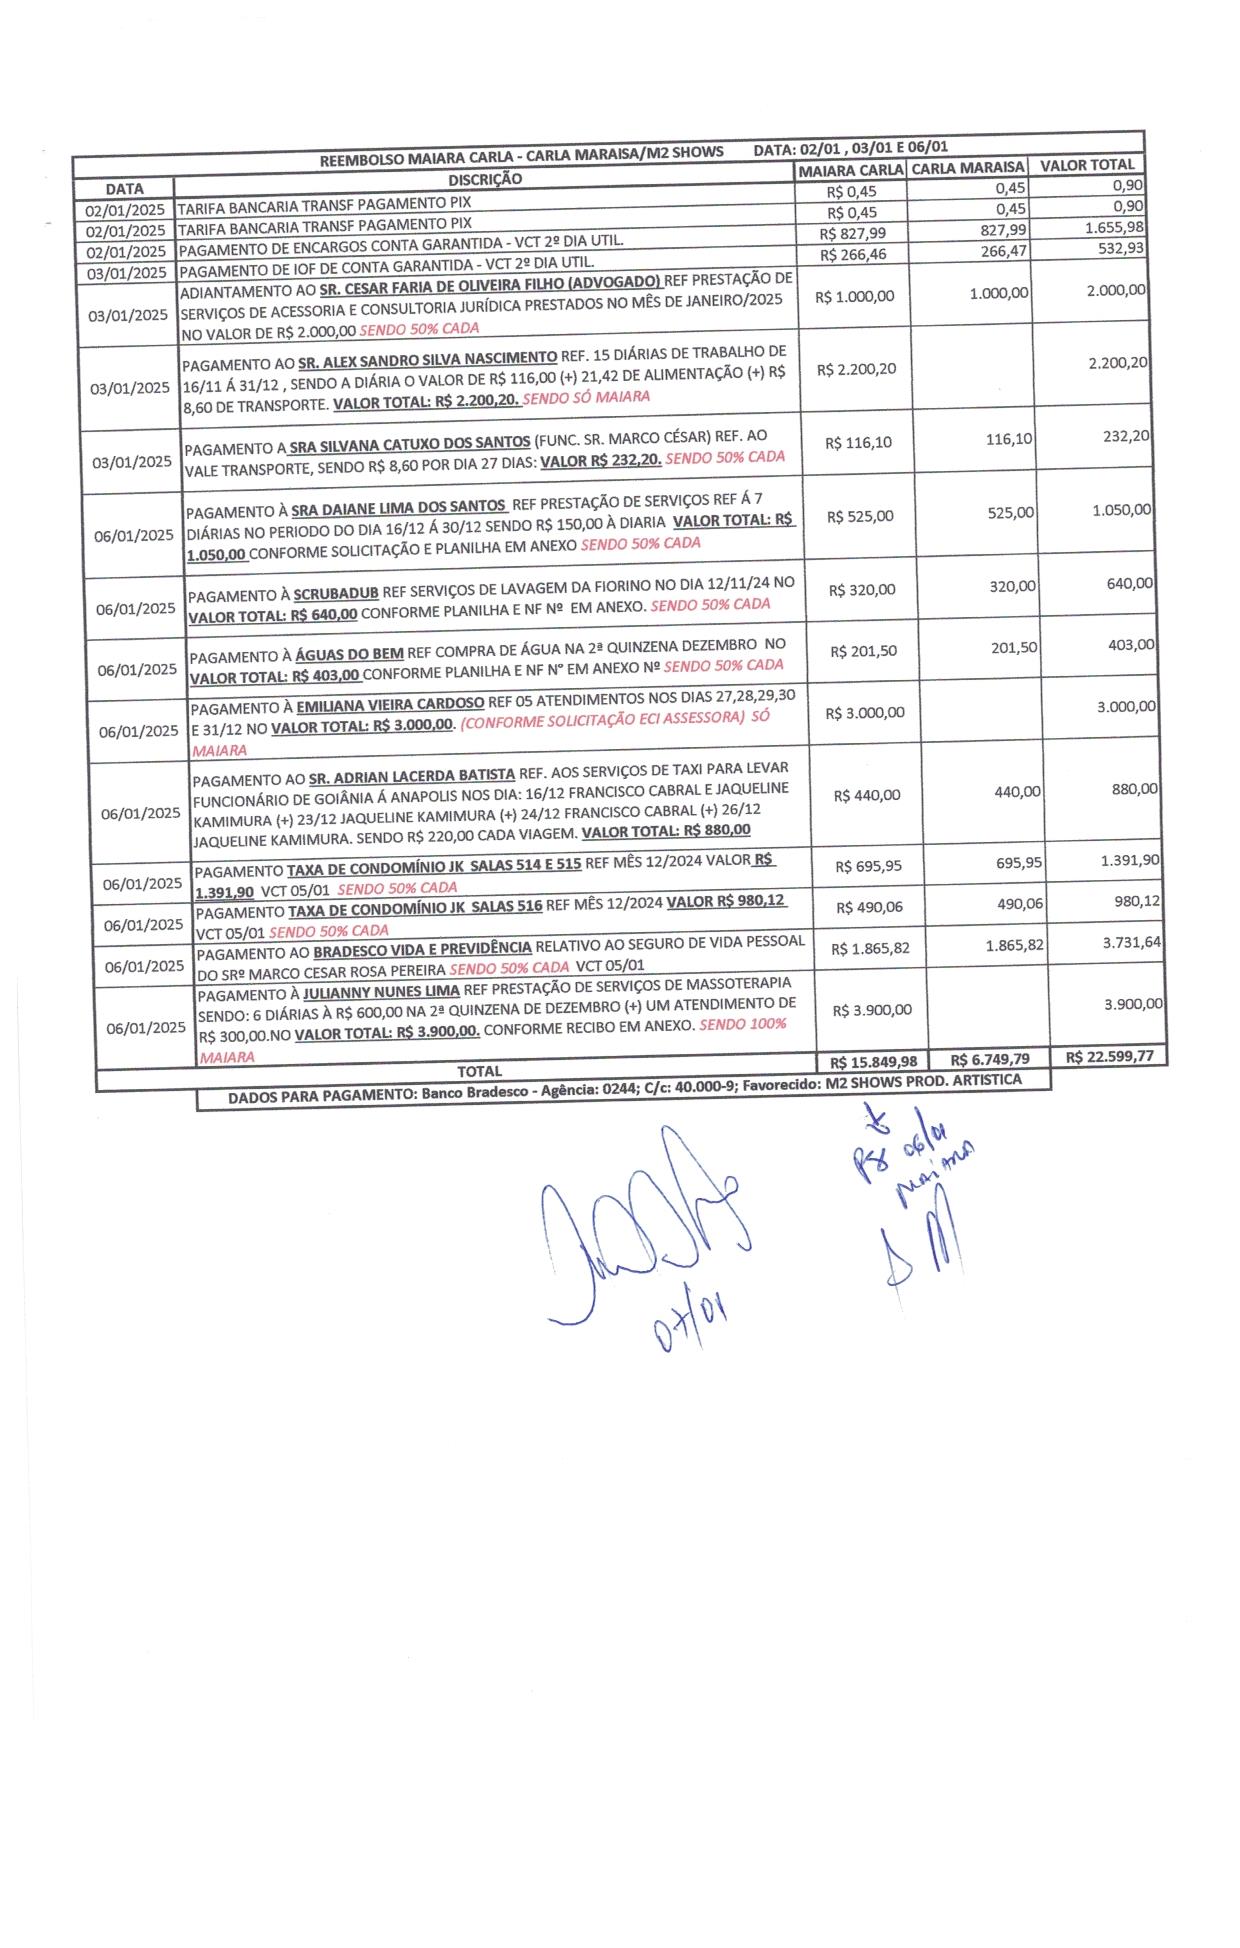 REEMBOLSO MAIARA CARLA - CARLA MARAISA/M2 SHOWS DATA: 02/01 , 03/01 E 06/01
DATA DISCRIÇÃO MAIARA CARLA CARLA MARAISA VALOR TOTAL
02/01/2025 TARIFA BANCARIA TRANSF PAGAMENTO PIX R$ 0,45 0,45 0,90
02/01/2025 TARIFA BANCARIA TRANSF PAGAMENTO PIX R$ 0,45 0,45 0,90
02/01/2025 PAGAMENTO DE ENCARGOS CONTA GARANTIDA - VCT 2º DIA UTIL. R$ 827,99 827,99 1.655,98
03/01/2025 PAGAMENTO DE IOF DE CONTA GARANTIDA - VCT 2º DIA UTIL. R$ 266,46 266,47 532,93
ADIANTAMENTO AO SR. CESAR FARIA DE OLIVEIRA FILHO (ADVOGADO) REF PRESTAÇÃO DE
03/01/2025 SERVIÇOS DE ACESSORIA E CONSULTORIA JURÍDICA PRESTADOS NO MÊS DE JANEIRO/2025 R$ 1.000,00 1.000,00 2.000,00
NO VALOR DE R$ 2.000,00 SENDO 50% CADA
PAGAMENTO AO SR. ALEX SANDRO SILVA NASCIMENTO REF. 15 DIÁRIAS DE TRABALHO DE
03/01/2025 16/11 Á 31/12 , SENDO A DIÁRIA O VALOR DE R$ 116,00 (+) 21,42 DE ALIMENTAÇÃO (+) R$ R$ 2.200,20 2.200,20
8,60 DE TRANSPORTE. VALOR TOTAL: R$ 2.200,20. SENDO SÓ MAIARA
03/01/2025 PAGAMENTO A SRA SILVANA CATUXO DOS SANTOS (FUNC. SR. MARCO CÉSAR) REF. AO R$ 116,10 116,10 232,20
VALE TRANSPORTE, SENDO R$ 8,60 POR DIA 27 DIAS: VALOR R$ 232,20. SENDO 50% CADA
PAGAMENTO À SRA DAIANE LIMA DOS SANTOS REF PRESTAÇÃO DE SERVIÇOS REF Á 7
06/01/2025 DIÁRIAS NO PERIODO DO DIA 16/12 Á 30/12 SENDO R$ 150,00 À DIARIA VALOR TOTAL: R$ R$ 525,00 525,00 1.050,00
1.050,00 CONFORME SOLICITAÇÃO E PLANILHA EM ANEXO SENDO 50% CADA
06/01/2025 PAGAMENTO À SCRUBADUB REF SERVIÇOS DE LAVAGEM DA FIORINO NO DIA 12/11/24 NO R$ 320,00 320,00 640,00
VALOR TOTAL: R$ 640,00 CONFORME PLANILHA E NF Nº EM ANEXO. SENDO 50% CADA
06/01/2025 PAGAMENTO À ÁGUAS DO BEM REF COMPRA DE ÁGUA NA 2ª QUINZENA DEZEMBRO NO R$ 201,50 201,50 403,00
VALOR TOTAL: R$ 403,00 CONFORME PLANILHA E NF N° EM ANEXO Nº SENDO 50% CADA
PAGAMENTO À EMILIANA VIEIRA CARDOSO REF 05 ATENDIMENTOS NOS DIAS 27,28,29,30
06/01/2025 E 31/12 NO VALOR TOTAL: R$ 3.000,00. (CONFORME SOLICITAÇÃO ECI ASSESSORA) SÓ R$ 3.000,00 3.000,00
MAIARA
PAGAMENTO AO SR. ADRIAN LACERDA BATISTA REF. AOS SERVIÇOS DE TAXI PARA LEVAR
06/01/2025 FUNCIONÁRIO DE GOIÂNIA Á ANAPOLIS NOS DIA: 16/12 FRANCISCO CABRAL E JAQUELINE R$ 440,00 440,00 880,00
KAMIMURA (+) 23/12 JAQUELINE KAMIMURA (+) 24/12 FRANCISCO CABRAL (+) 26/12
JAQUELINE KAMIMURA. SENDO R$ 220,00 CADA VIAGEM. VALOR TOTAL: R$ 880,00
06/01/2025 PAGAMENTO TAXA DE CONDOMÍNIO JK SALAS 514 E 515 REF MÊS 12/2024 VALOR R$ R$ 695,95 695,95 1.391,90
1.391,90 VCT 05/01 SENDO 50% CADA
06/01/2025 PAGAMENTO TAXA DE CONDOMÍNIO JK SALAS 516 REF MÊS 12/2024 VALOR R$ 980,12 R$ 490,06 490,06 980,12
VCT 05/01 SENDO 50% CADA
06/01/2025 PAGAMENTO AO BRADESCO VIDA E PREVIDÊNCIA RELATIVO AO SEGURO DE VIDA PESSOAL R$ 1.865,82 1.865,82 3.731,64
DO SRº MARCO CESAR ROSA PEREIRA SENDO 50% CADA VCT 05/01
PAGAMENTO À JULIANNY NUNES LIMA REF PRESTAÇÃO DE SERVIÇOS DE MASSOTERAPIA
06/01/2025 SENDO: 6 DIÁRIAS À R$ 600,00 NA 2ª QUINZENA DE DEZEMBRO (+) UM ATENDIMENTO DE R$ 3.900,00 3.900,00
R$ 300,00.NO VALOR TOTAL: R$ 3.900,00. CONFORME RECIBO EM ANEXO. SENDO 100%
MAIARA
TOTAL R$ 15.849,98 R$ 6.749,79 R$ 22.599,77
DADOS PARA PAGAMENTO: Banco Bradesco - Agência: 0244; C/c: 40.000-9; Favorecido: M2 SHOWS PROD. ARTISTICA
06/01
MAIARA
07/01